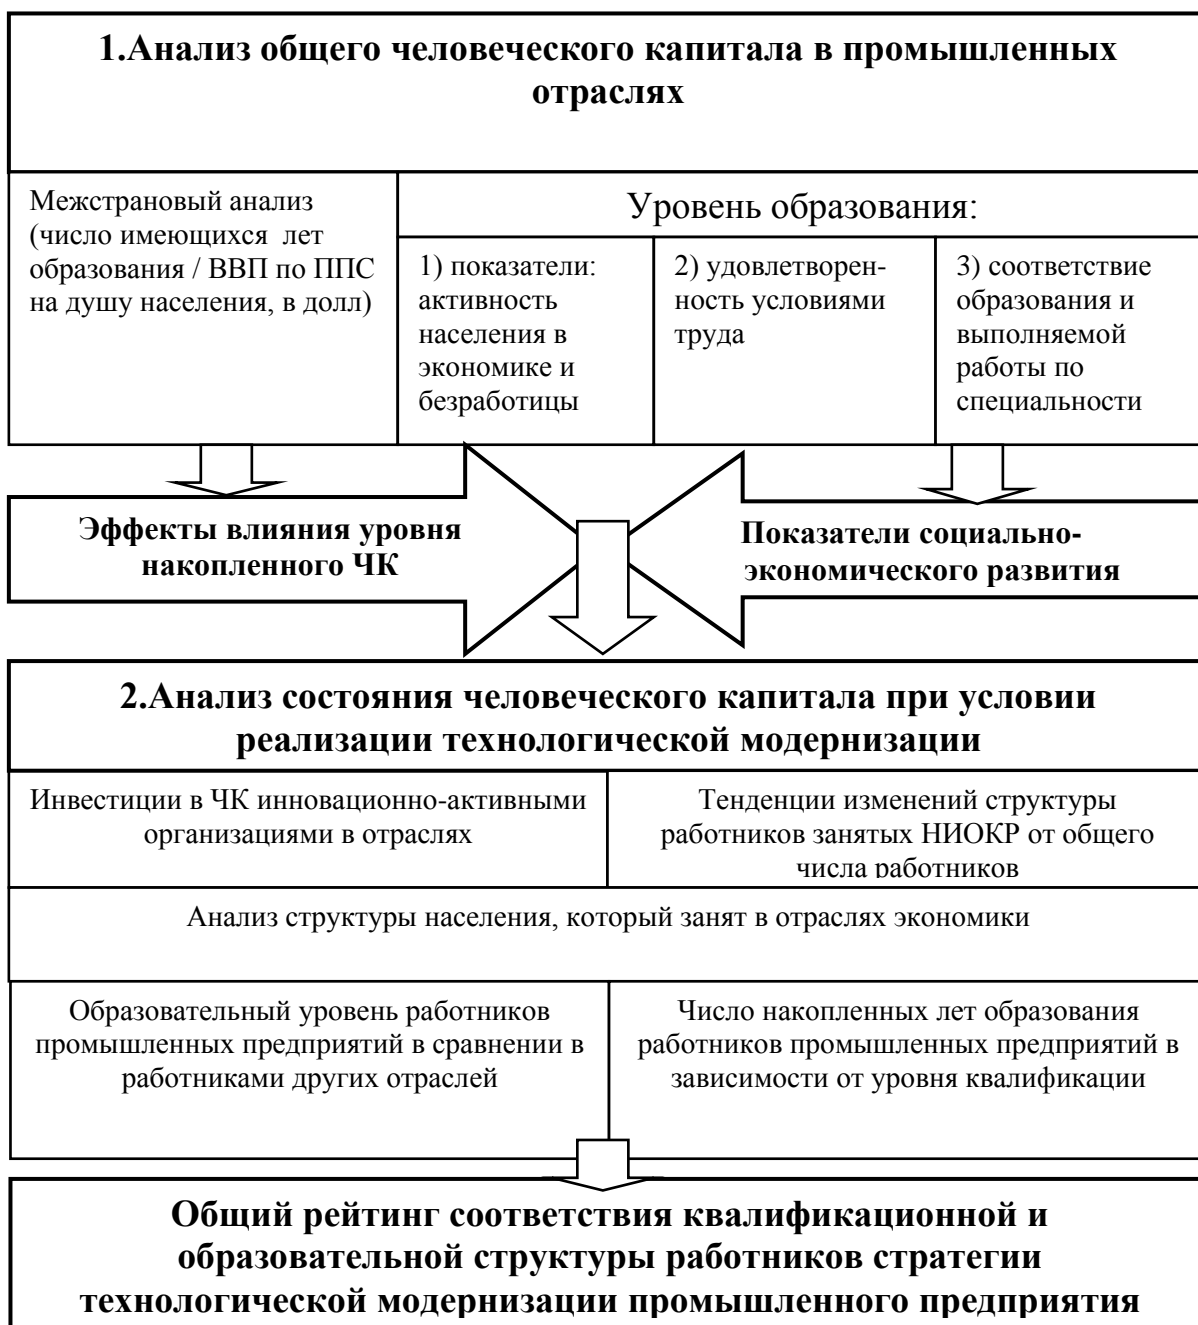 1.Анализ общего человеческого капитала в промышленных
отраслях
Межстрановый анализ
(число имеющихся лет
образования / ВВП по ППС
на душу населения, в долл)
Уровень образования:
1) показатели:
активность
населения в
экономике и
безработицы
2) удовлетворен-
ность условиями
труда
3) соответствие
образования и
выполняемой
работы по
специальности
Эффекты влияния уровня
накопленного ЧК
Показатели социально-
экономического развития
2.Анализ состояния человеческого капитала при условии
реализации технологической модернизации
Инвестиции в ЧК инновационно-активными
организациями в отраслях
Тенденции изменений структуры
работников занятых НИОКР от общего
числа работников
Анализ структуры населения, который занят в отраслях экономики
Образовательный уровень работников
промышленных предприятий в сравнении в
работниками других отраслей
Число накопленных лет образования
работников промышленных предприятий в
зависимости от уровня квалификации
Общий рейтинг соответствия квалификационной и
образовательной структуры работников стратегии
технологической модернизации промышленного предприятия